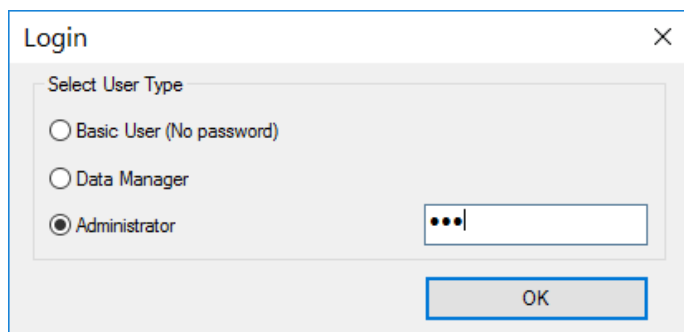 Login
Select User Type
Basic User (No password)
Data Manager
Administrator
•••
OK